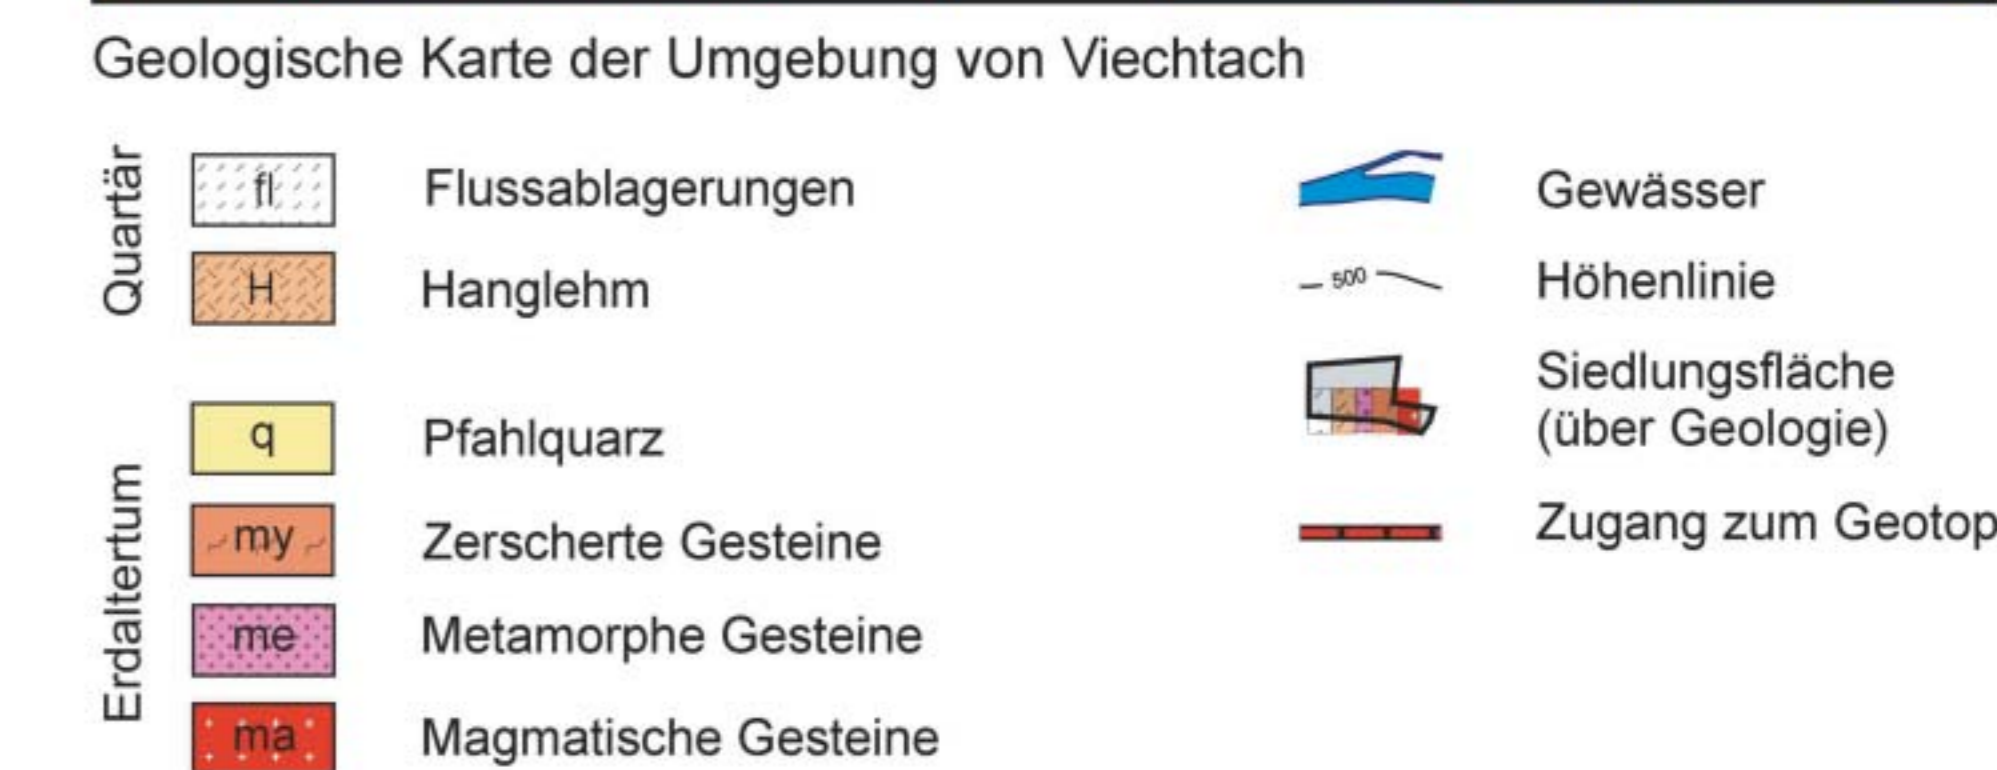 Geologische Karte der Umgebung von Viechtach
Quartär
fl Flussablagerungen
H Hanglehm
Erdaltertum
q Pfahlquarz
my Zerscherte Gesteine
me Metamorphe Gesteine
ma Magmatische Gesteine
Gewässer
500 Höhenlinie
Siedlungsfläche
(über Geologie)
Zugang zum Geotop